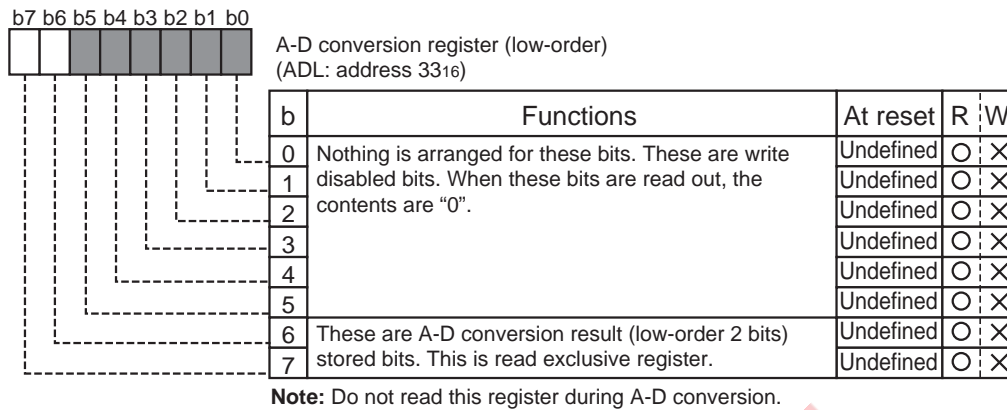 b7 b6 b5 b4 b3 b2 b1 b0
A-D conversion register (low-order)
(ADL: address 3316)
b Functions At reset R W
0 Nothing is arranged for these bits. These are write Undefined ○ ×
1 disabled bits. When these bits are read out, the Undefined ○ ×
2 contents are “0”. Undefined ○ ×
3 Undefined ○ ×
4 Undefined ○ ×
5 Undefined ○ ×
6 These are A-D conversion result (low-order 2 bits) Undefined ○ ×
7 stored bits. This is read exclusive register. Undefined ○ ×
Note: Do not read this register during A-D conversion.